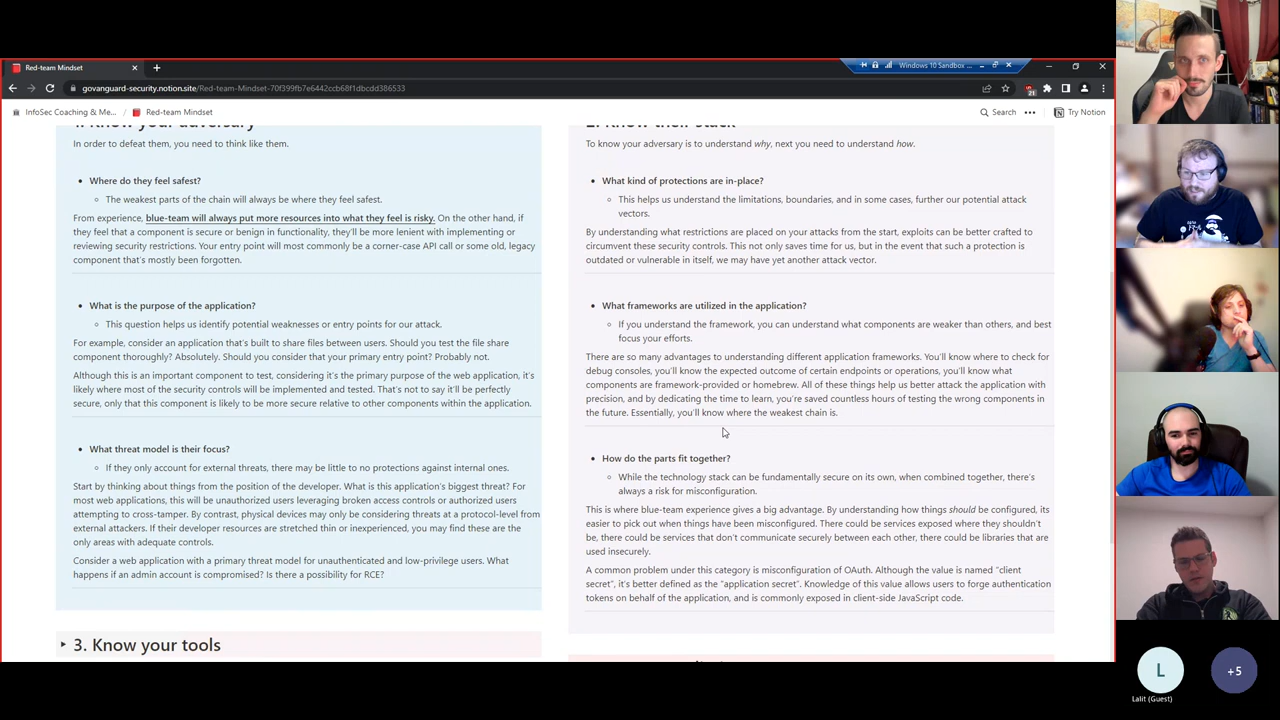 Red-team Mindset
Windows 10 Sandbox ...
govanguard-security.notion.site/Red-team-Mindset-70f399fb7e6442ccb68f1dbcdd386533
21
InfoSec Coaching & Me...
/
Red-team Mindset
Search
Try Notion
1. Know your adversary
In order to defeat them, you need to think like them.
Where do they feel safest?
The weakest parts of the chain will always be where they feel safest.
From experience, blue-team will always put more resources into what they feel is risky. On the other hand, if
they feel that a component is secure or benign in functionality, they'll be more lenient with implementing or
reviewing security restrictions. Your entry point will most commonly be a corner-case API call or some old, legacy
component that's mostly been forgotten.
What is the purpose of the application?
This question helps us identify potential weaknesses or entry points for our attack.
For example, consider an application that's built to share files between users. Should you test the file share
component thoroughly? Absolutely. Should you consider that your primary entry point? Probably not.
Although this is an important component to test, considering it's the primary purpose of the web application, it's
likely where most of the security controls will be implemented and tested. That's not to say it'll be perfectly
secure, only that this component is likely to be more secure relative to other components within the application.
What threat model is their focus?
If they only account for external threats, there may be little to no protections against internal ones.
Start by thinking about things from the position of the developer. What is this application's biggest threat? For
most web applications, this will be unauthorized users leveraging broken access controls or authorized users
attempting to cross-tamper. By contrast, physical devices may only be considering threats at a protocol-level from
external attackers. If their developer resources are stretched thin or inexperienced, you may find these are the
only areas with adequate controls.
Consider a web application with a primary threat model for unauthenticated and low-privilege users. What
happens if an admin account is compromised? Is there a possibility for RCE?
3. Know your tools
2. Know their stack
To know your adversary is to understand why, next you need to understand how.
What kind of protections are in-place?
This helps us understand the limitations, boundaries, and in some cases, further our potential attack
vectors.
By understanding what restrictions are placed on your attacks from the start, exploits can be better crafted to
circumvent these security controls. This not only saves time for us, but in the event that such a protection is
outdated or vulnerable in itself, we may have yet another attack vector.
What frameworks are utilized in the application?
If you understand the framework, you can understand what components are weaker than others, and best
focus your efforts.
There are so many advantages to understanding different application frameworks. You'll know where to check for
debug consoles, you'll know the expected outcome of certain endpoints or operations, you'll know what
components are framework-provided or homebrew. All of these things help us better attack the application with
precision, and by dedicating the time to learn, you're saved countless hours of testing the wrong components in
the future. Essentially, you'll know where the weakest chain is.
How do the parts fit together?
While the technology stack can be fundamentally secure on its own, when combined together, there's
always a risk for misconfiguration.
This is where blue-team experience gives a big advantage. By understanding how things should be configured, its
easier to pick out when things have been misconfigured. There could be services exposed where they shouldn't
be, there could be services that don't communicate securely between each other, there could be libraries that are
used insecurely.
A common problem under this category is misconfiguration of OAuth. Although the value is named "client
secret", it's better defined as the "application secret". Knowledge of this value allows users to forge authentication
tokens on behalf of the application, and is commonly exposed in client-side JavaScript code.
L
+5
Lalit (Guest)